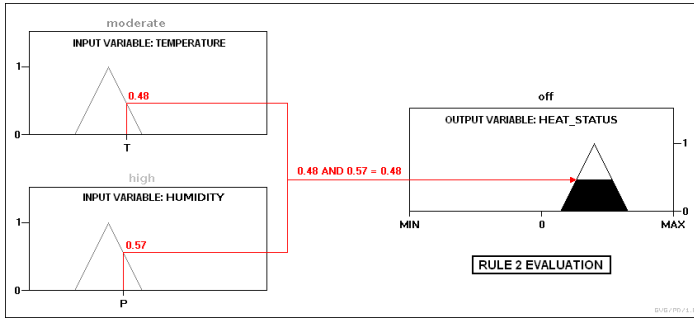 moderate
INPUT VARIABLE: TEMPERATURE
1
0.48
0
T
high
INPUT VARIABLE: HUMIDITY
1
0.57
0
P
0.48 AND 0.57 = 0.48
off
OUTPUT VARIABLE: HEAT_STATUS
1
0
MIN
0
MAX
RULE 2 EVALUATION